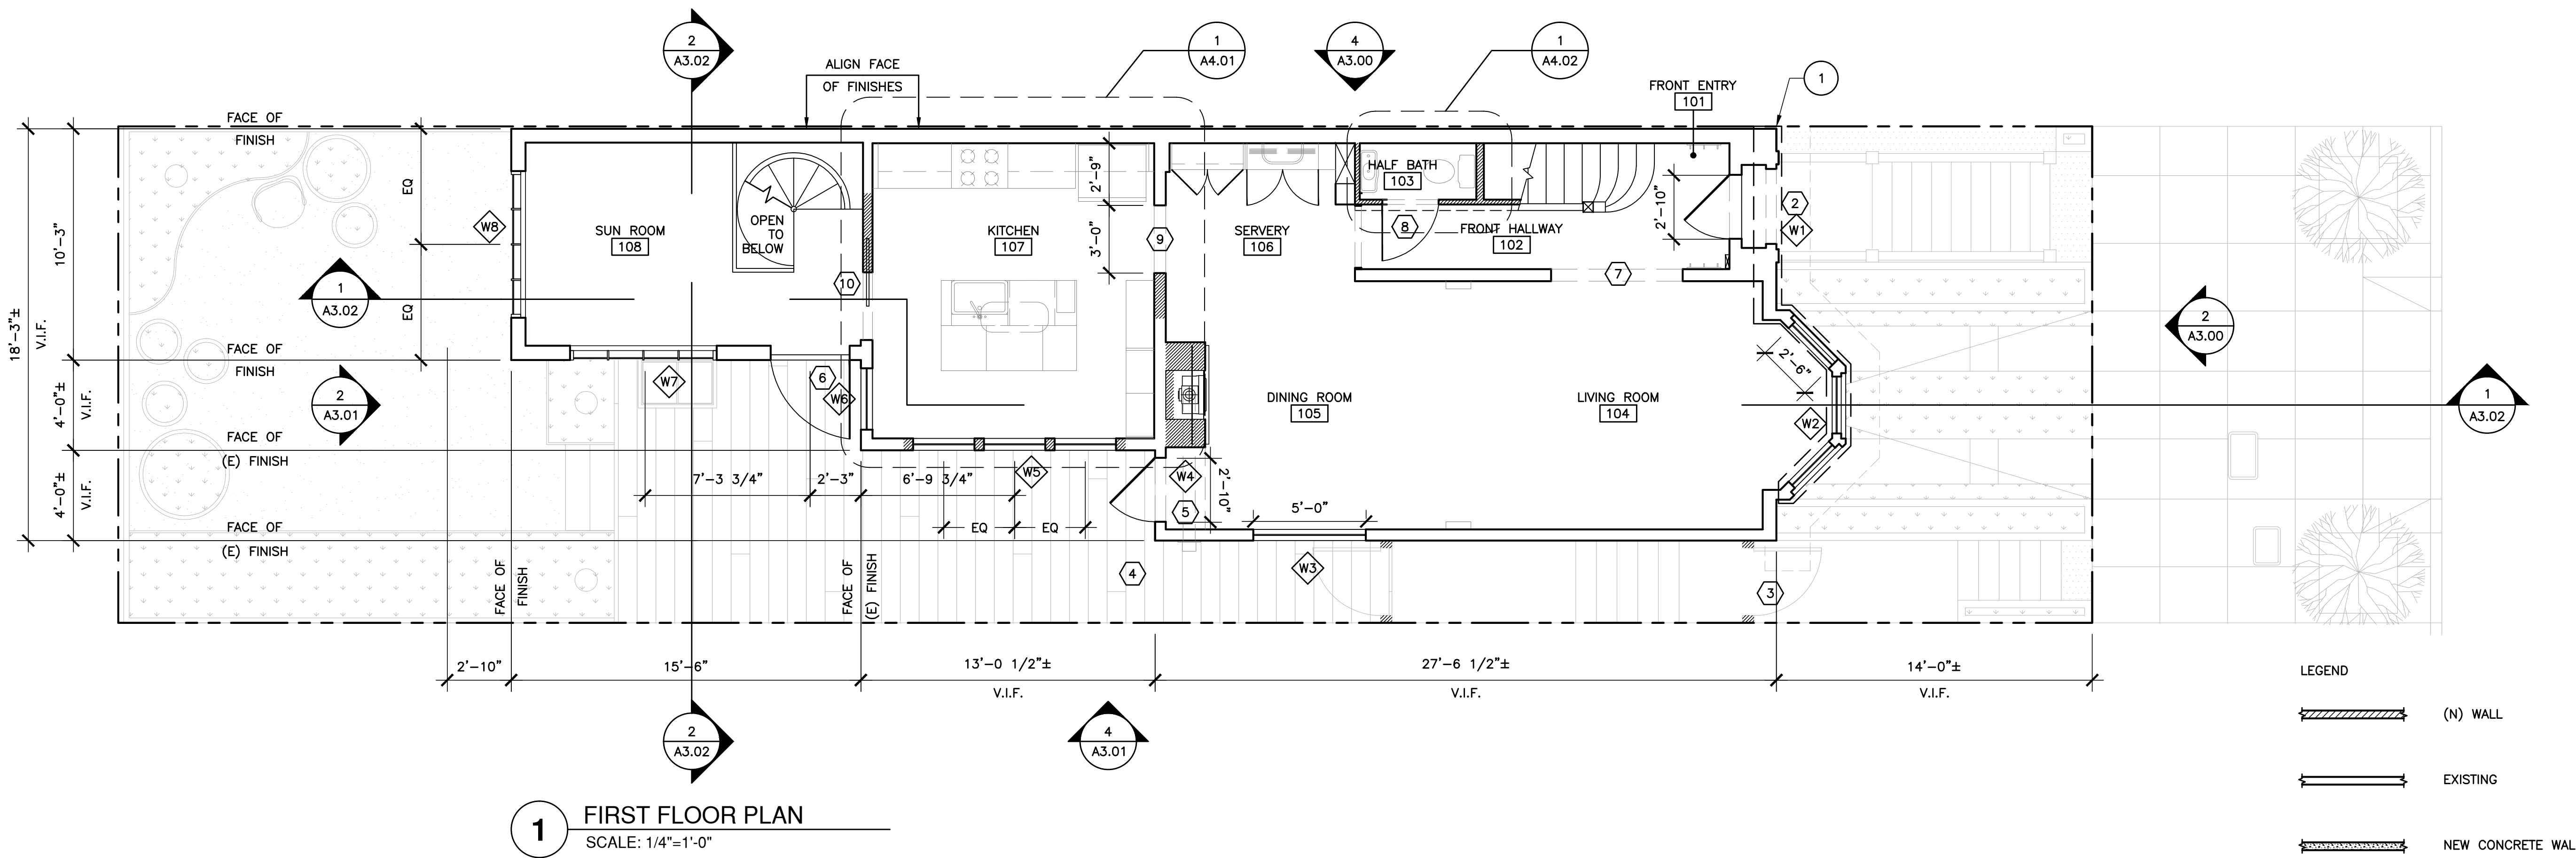 2
A3.02
1
A4.01
4
A3.00
1
A4.02
1
ALIGN FACE
OF FINISHES
FRONT ENTRY
101
FACE OF
FINISH
EQ
EQ
10'-3"
18'-3"±
V.I.F.
4'-0"±
V.I.F.
4'-0"±
V.I.F.
FACE OF
FINISH
FACE OF
(E) FINISH
FACE OF
(E) FINISH
1
A3.02
2
A3.01
W8
SUN ROOM
108
OPEN
TO
BELOW
10
KITCHEN
107
2'-9"
3'-0"
9
SERVERY
106
HALF BATH
103
8
FRONT HALLWAY
102
7
2'-10"
2
W1
2
A3.00
W7
6
W6
DINING ROOM
105
LIVING ROOM
104
2'-6"
W2
1
A3.02
7'-3 3/4"
2'-3"
6'-9 3/4"
W5
EQ
EQ
W4
2'-10"
5
5'-0"
W3
4
3
FACE OF
FINISH
FACE OF
(E) FINISH
2'-10"
15'-6"
13'-0 1/2"±
V.I.F.
27'-6 1/2"±
V.I.F.
14'-0"±
V.I.F.
2
A3.02
4
A3.01
1
FIRST FLOOR PLAN
SCALE: 1/4"=1'-0"
LEGEND
(N) WALL
EXISTING
NEW CONCRETE WAL